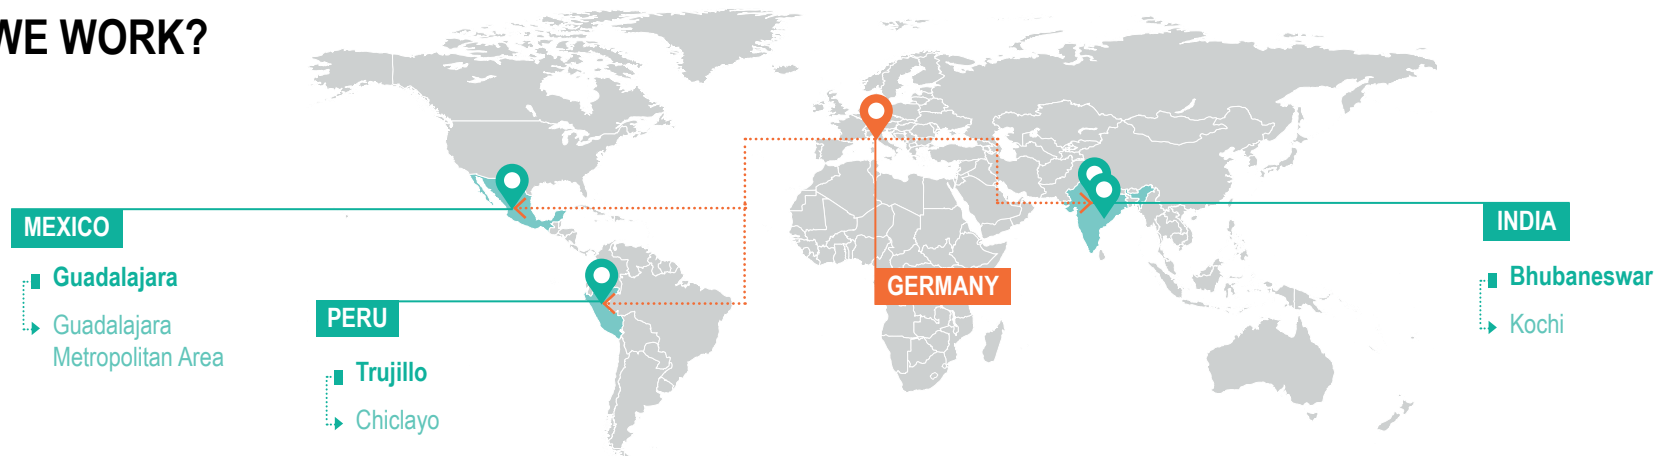 WE WORK?
MEXICO
Guadalajara
Guadalajara
Metropolitan Area
PERU
Trujillo
Chiclayo
GERMANY
INDIA
Bhubaneswar
Kochi